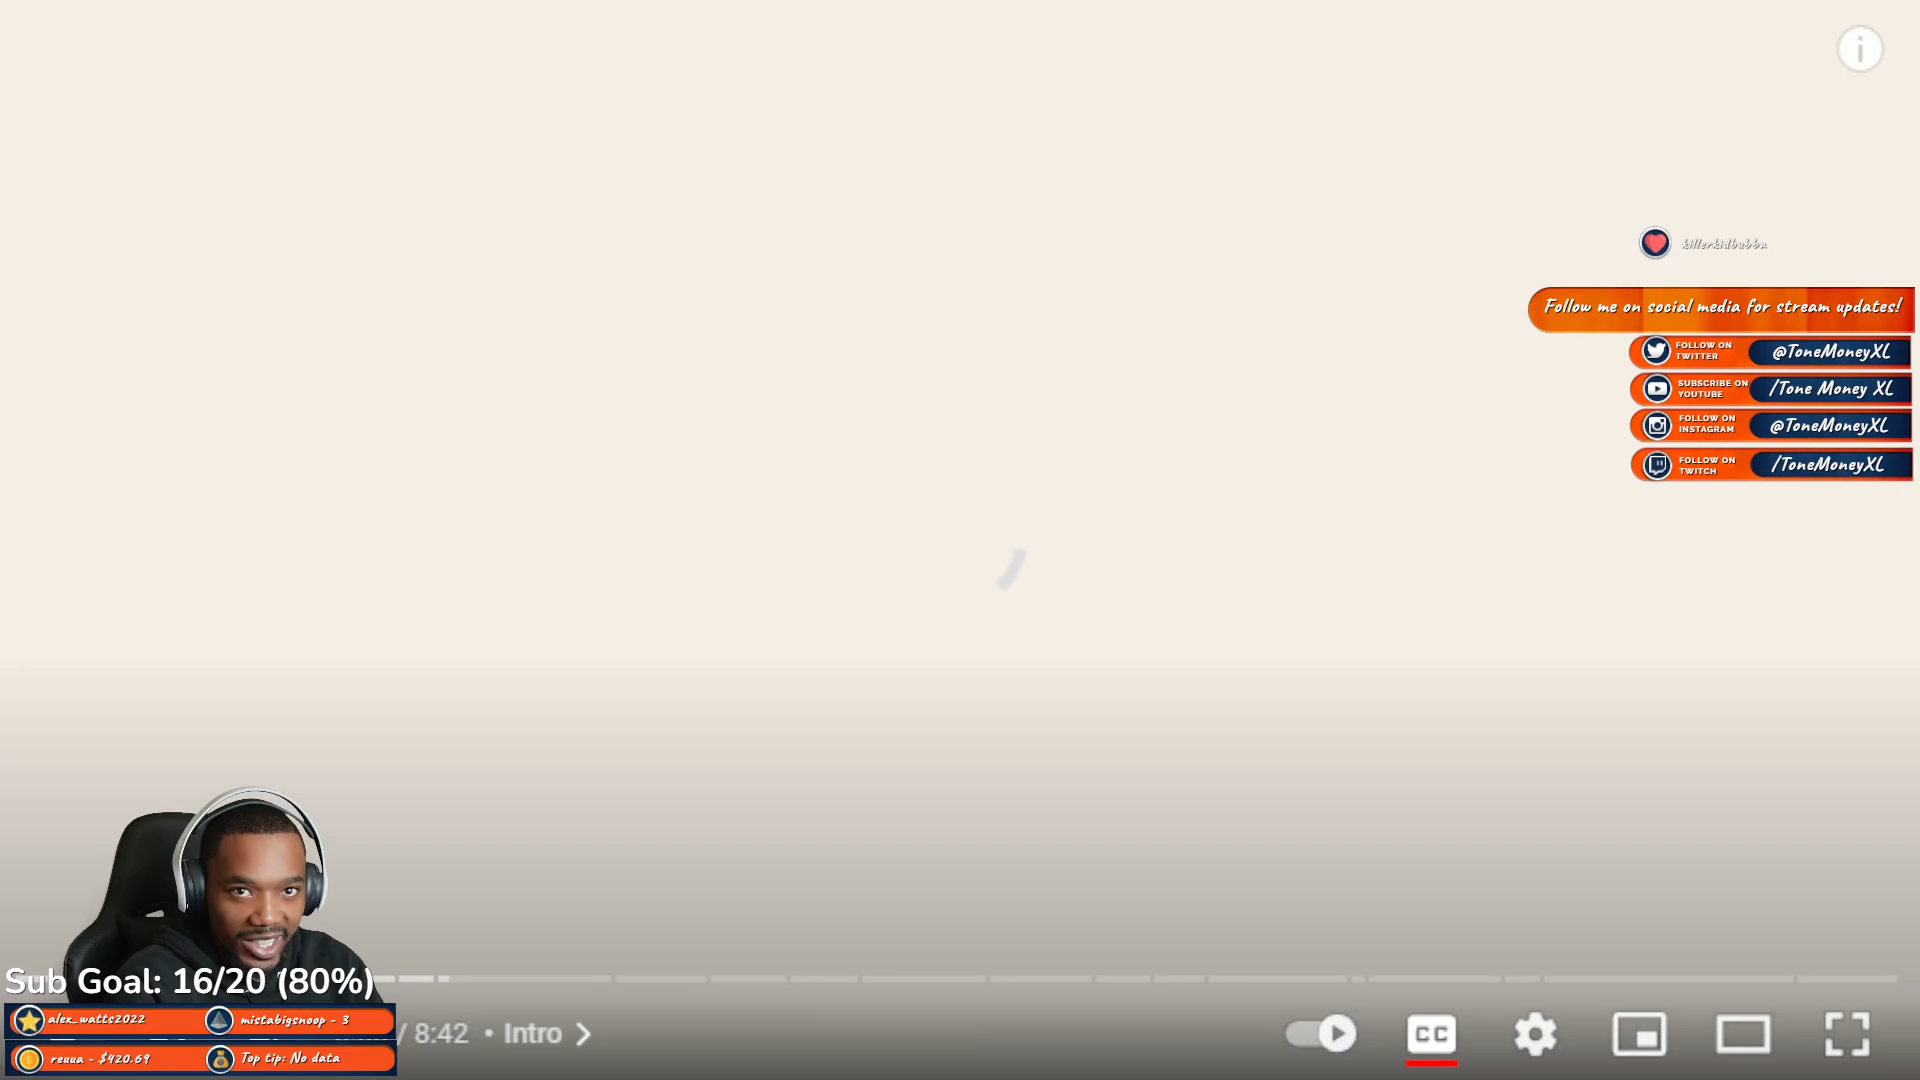 killerkidbubba
Follow me on social media for stream updates!
FOLLOW ON
TWITTER
@ToneMoneyXL
SUBSCRIBE ON
YOUTUBE
/Tone Money XL
FOLLOW ON
INSTAGRAM
@ToneMoneyXL
FOLLOW ON
TWITCH
/ToneMoneyXL
Sub Goal: 16/20 (80%)
alex_watts2022
mistabigsnoop - 3
reuua - $420.69
Top tip: No data
/ 8:42 • Intro
CC